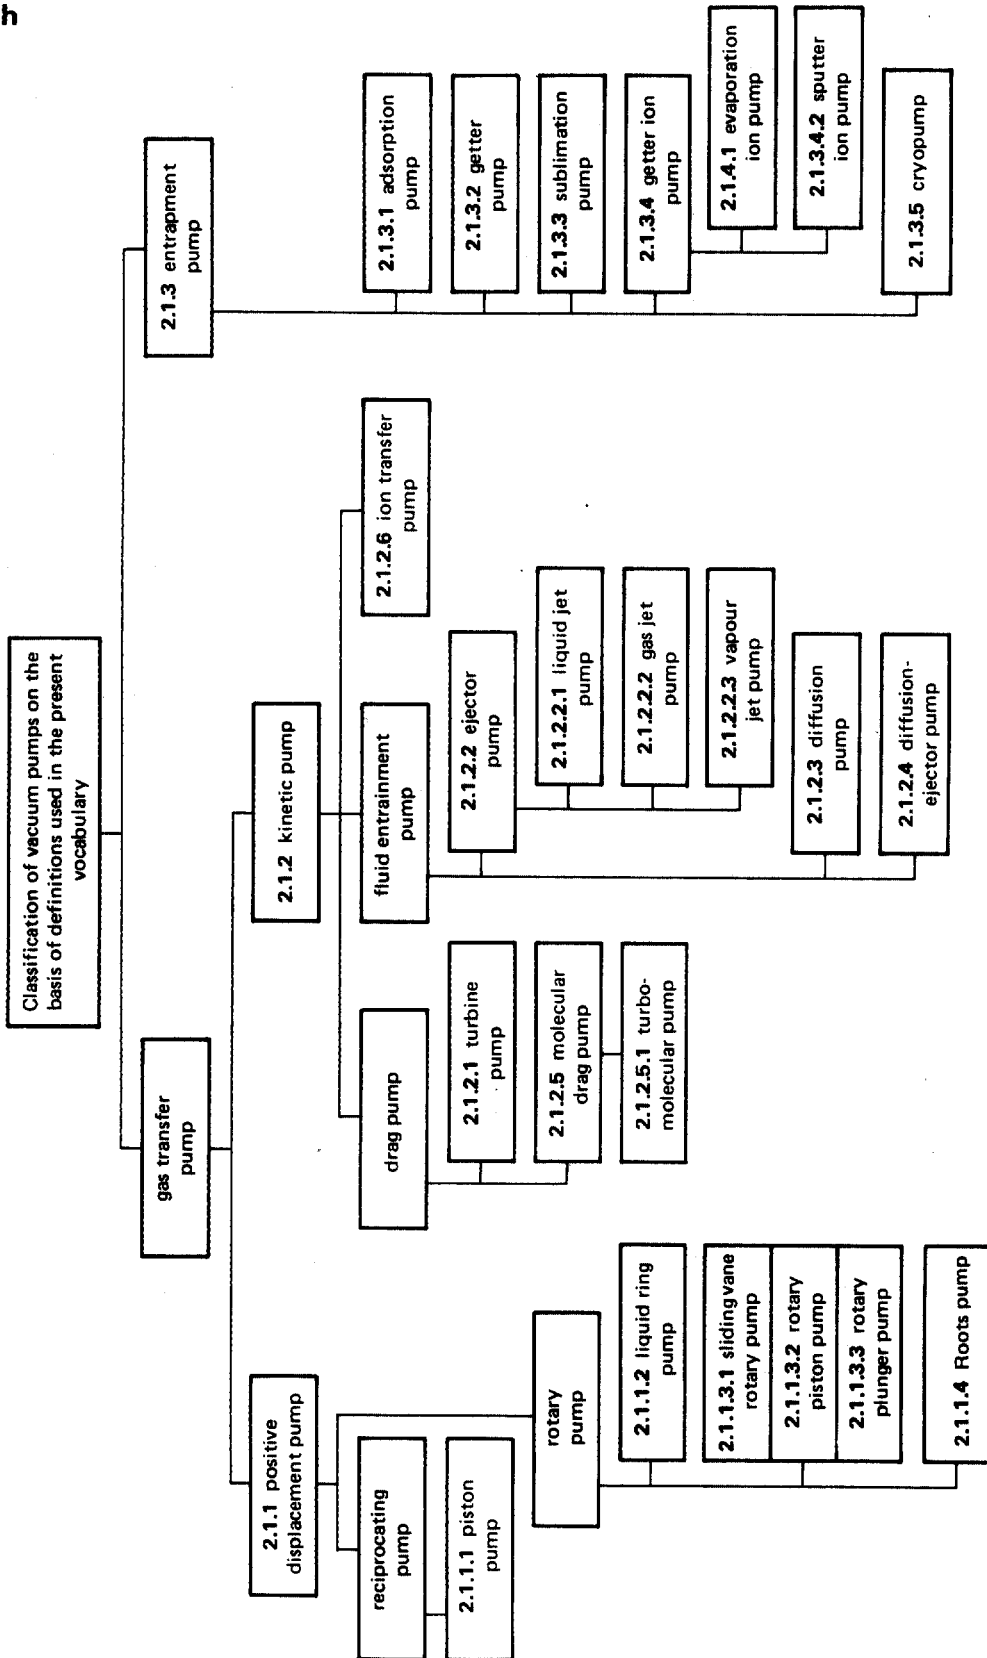 h
Classification of vacuum pumps on the
basis of definitions used in the present
vocabulary
gas transfer
pump
2.1.3 entrapment
pump
2.1.1 positive
displacement pump
2.1.2 kinetic pump
reciprocating
pump
2.1.1.1 piston
pump
rotary
pump
2.1.1.2 liquid ring
pump
2.1.1.3.1 sliding vane
rotary pump
2.1.1.3.2 rotary
piston pump
2.1.1.3.3 rotary
plunger pump
2.1.1.4 Roots pump
drag pump
2.1.2.1 turbine
pump
2.1.2.5 molecular
drag pump
2.1.2.5.1 turbo-
molecular pump
fluid entrainment
pump
2.1.2.2 ejector
pump
2.1.2.2.1 liquid jet
pump
2.1.2.2.2 gas jet
pump
2.1.2.2.3 vapour
jet pump
2.1.2.3 diffusion
pump
2.1.2.4 diffusion-
ejector pump
2.1.2.6 ion transfer
pump
2.1.3.1 adsorption
pump
2.1.3.2 getter
pump
2.1.3.3 sublimation
pump
2.1.3.4 getter ion
pump
2.1.4.1 evaporation
ion pump
2.1.3.4.2 sputter
ion pump
2.1.3.5 cryopump